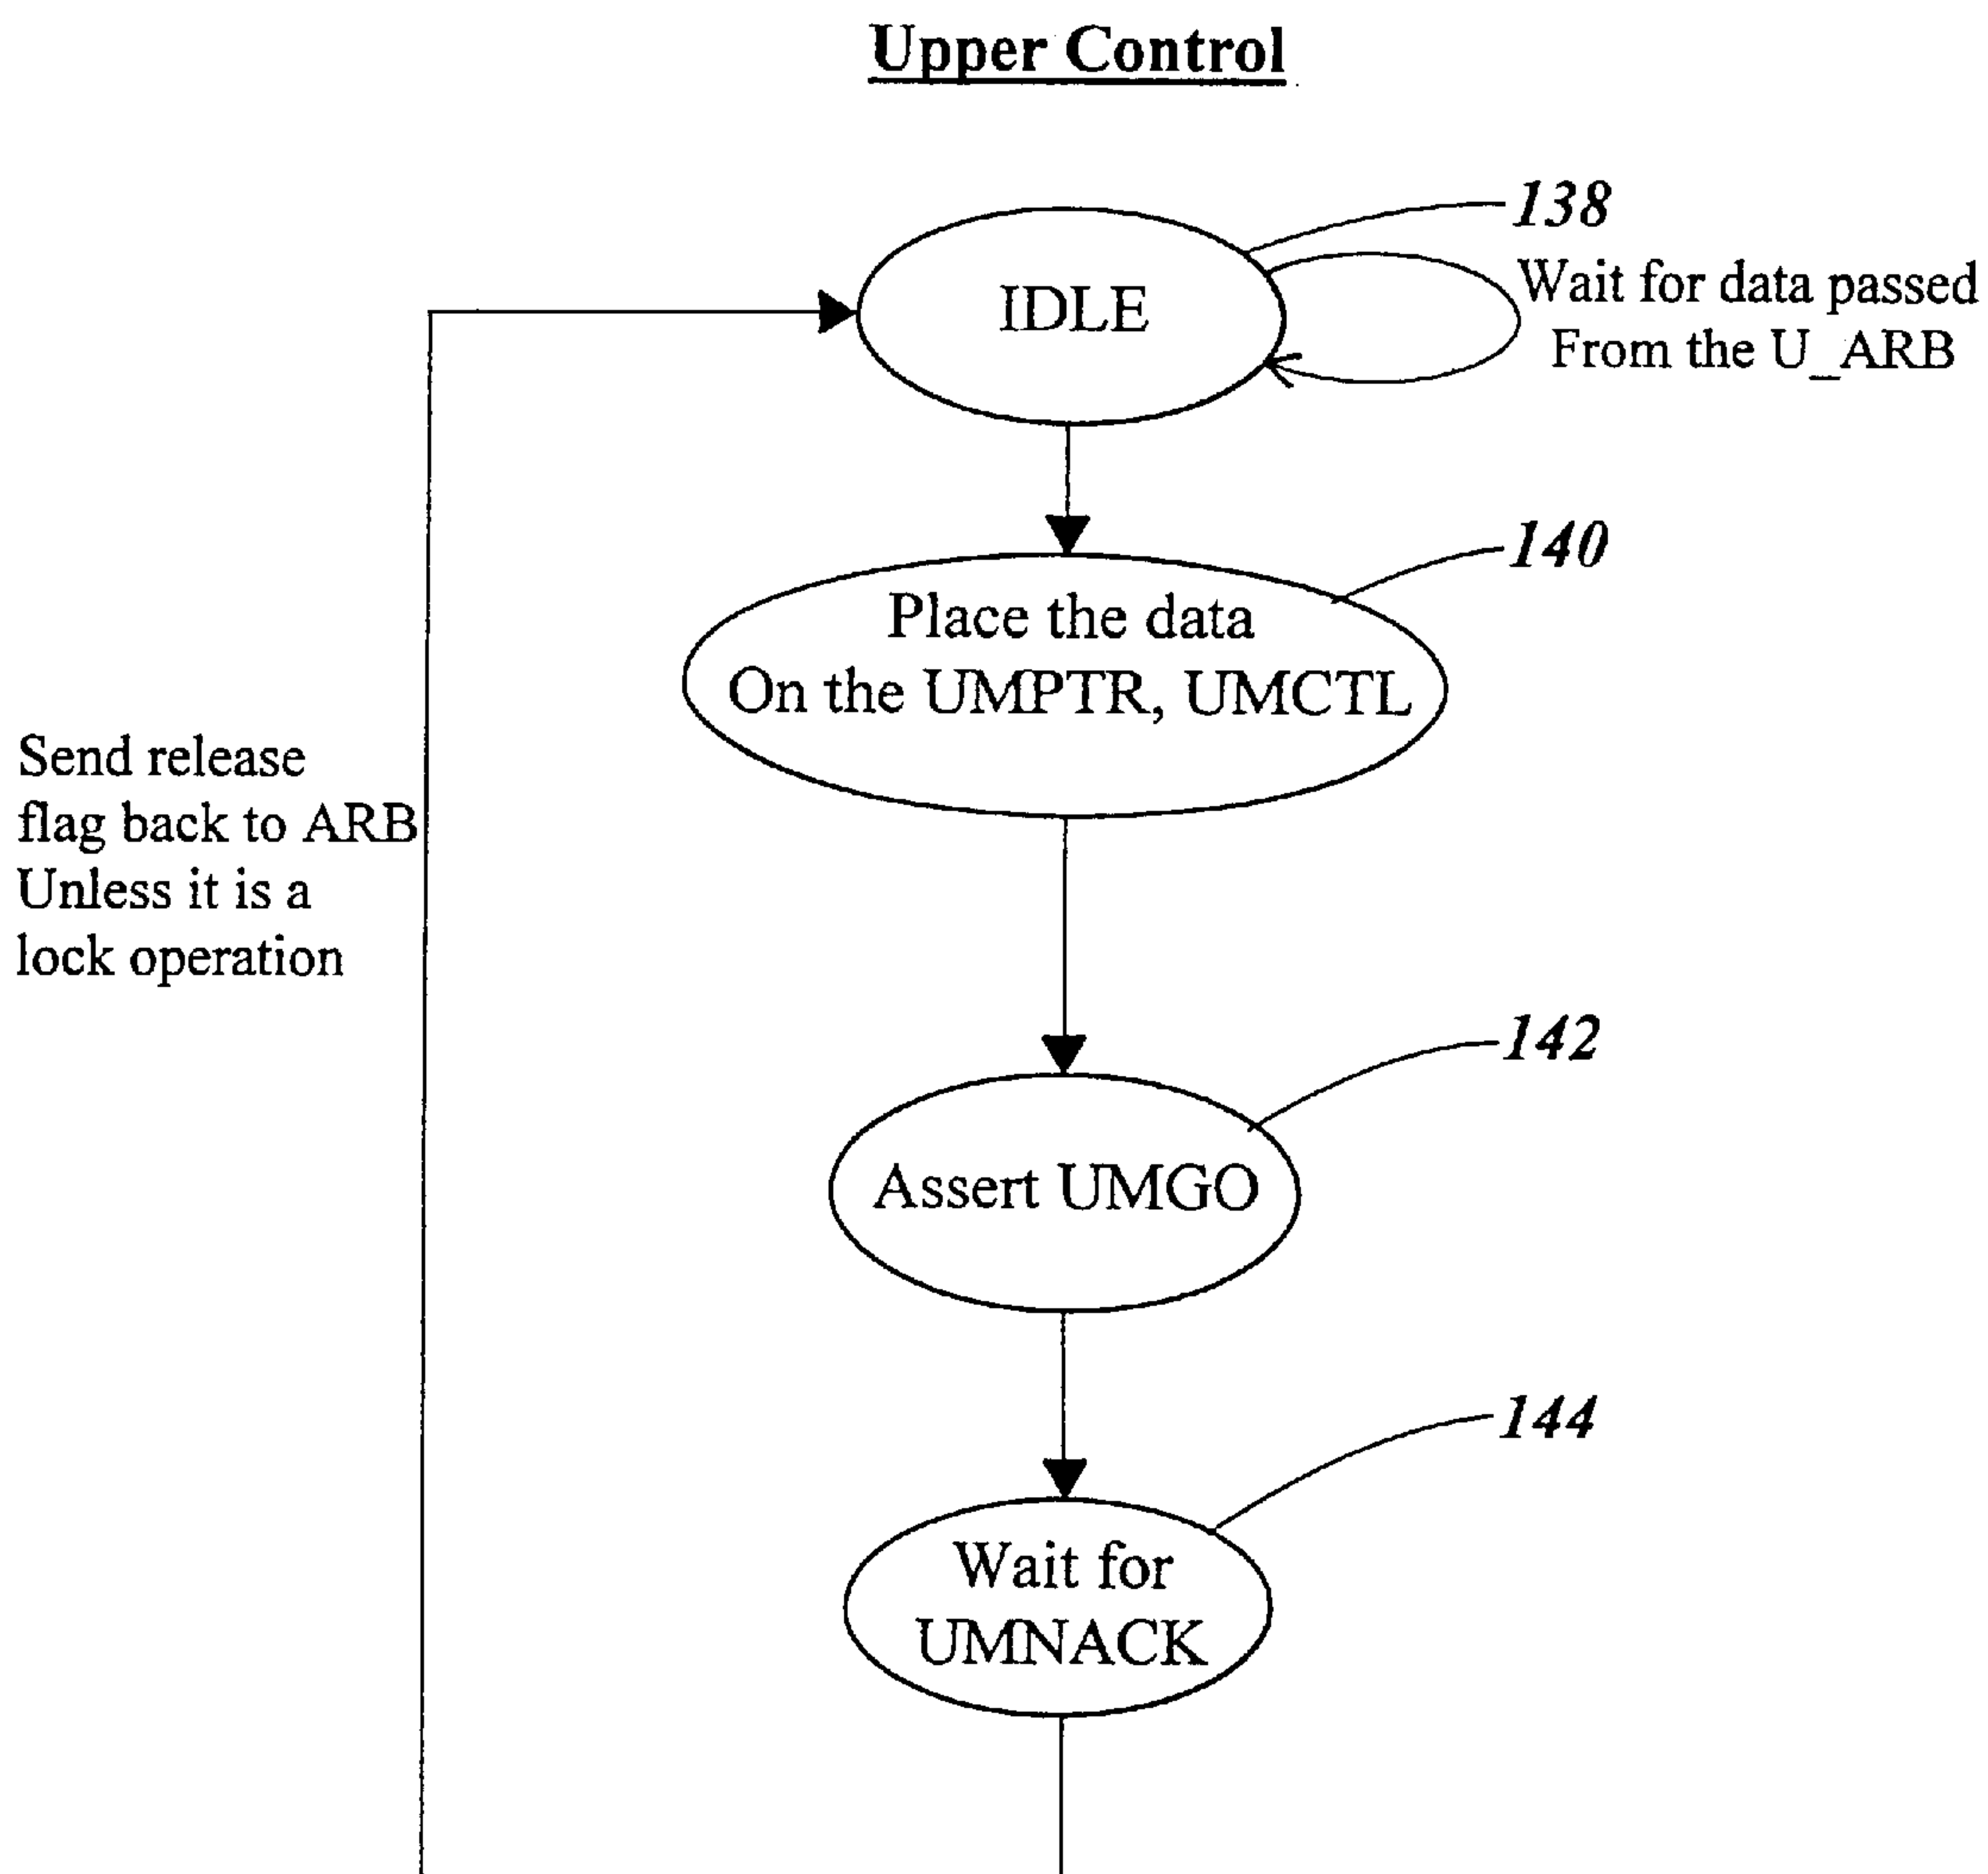 Upper Control
138
IDLE
Wait for data passed
From the U_ARB
140
Place the data
On the UMPTR, UMCTL
Send release
flag back to ARB
Unless it is a
lock operation
142
Assert UMGO
144
Wait for
UMNACK